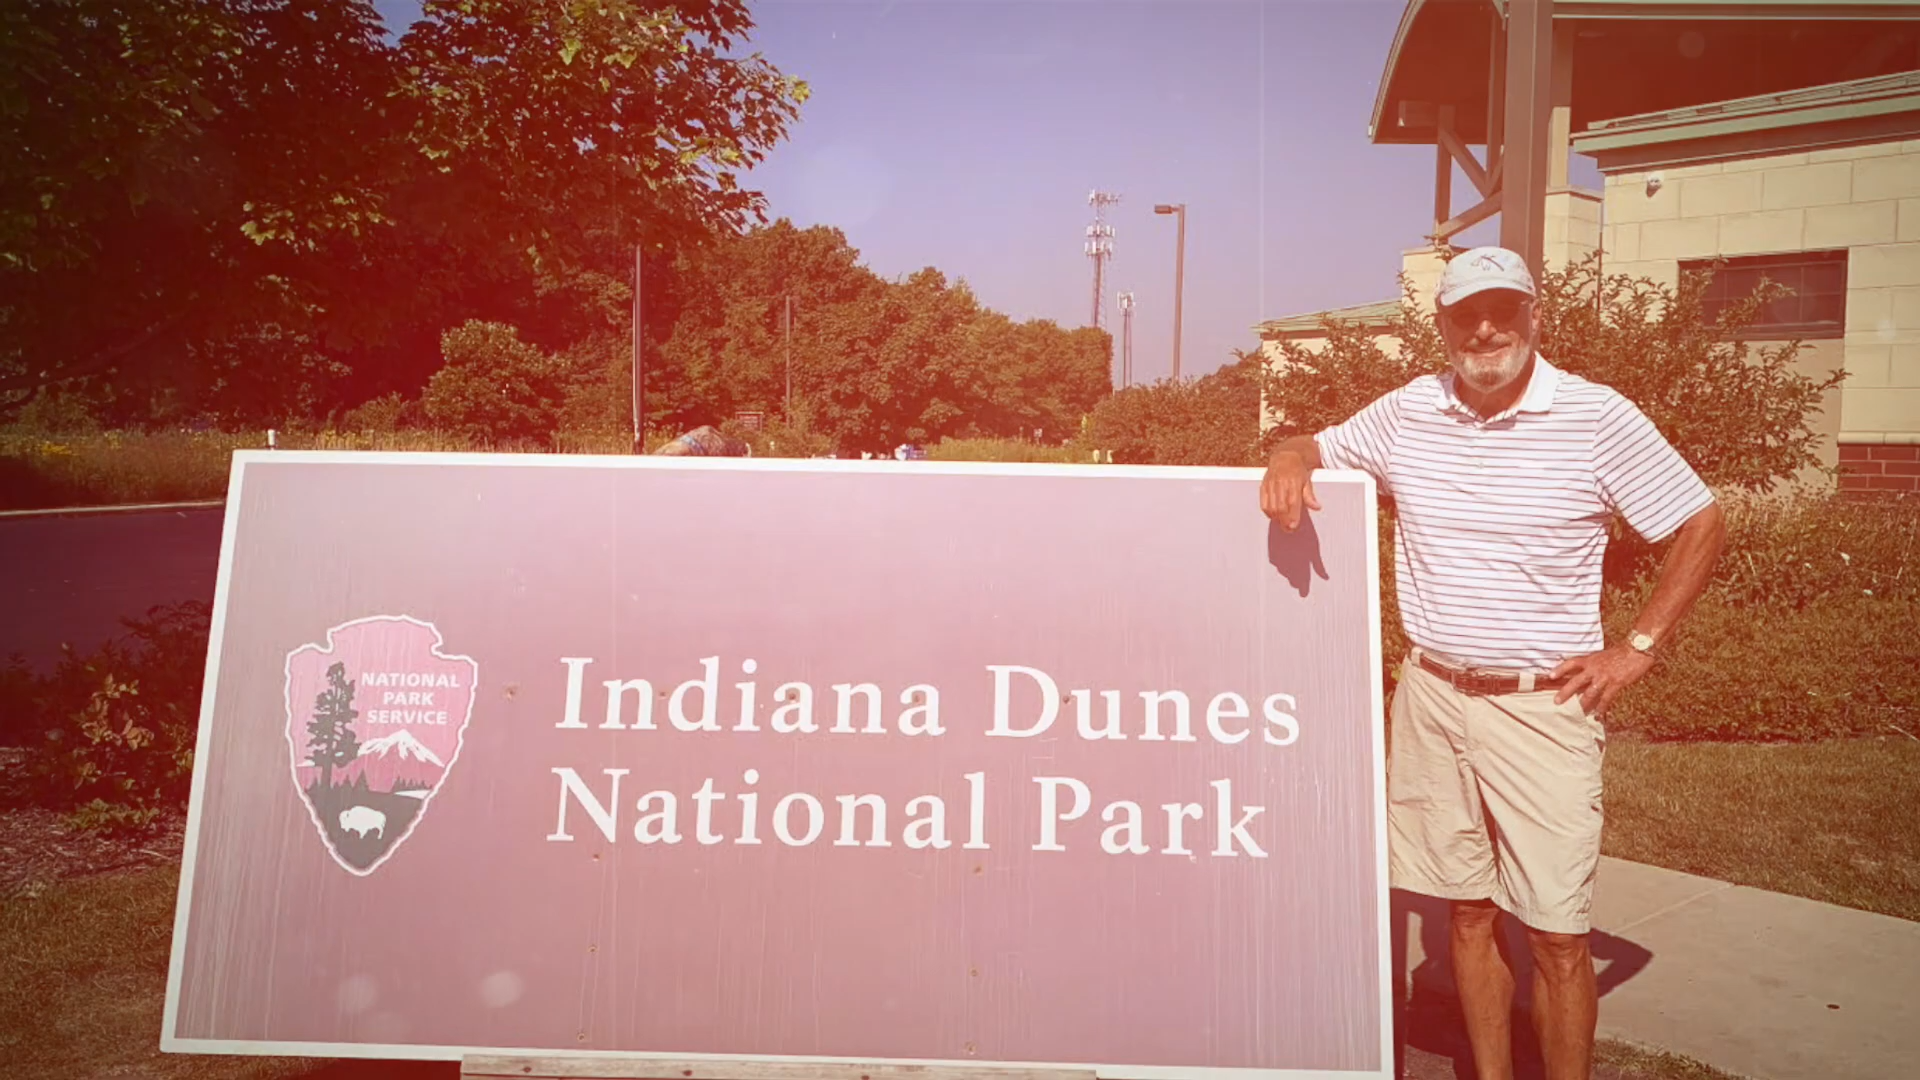 NATIONAL
PARK
SERVICE
Indiana Dunes
National Park